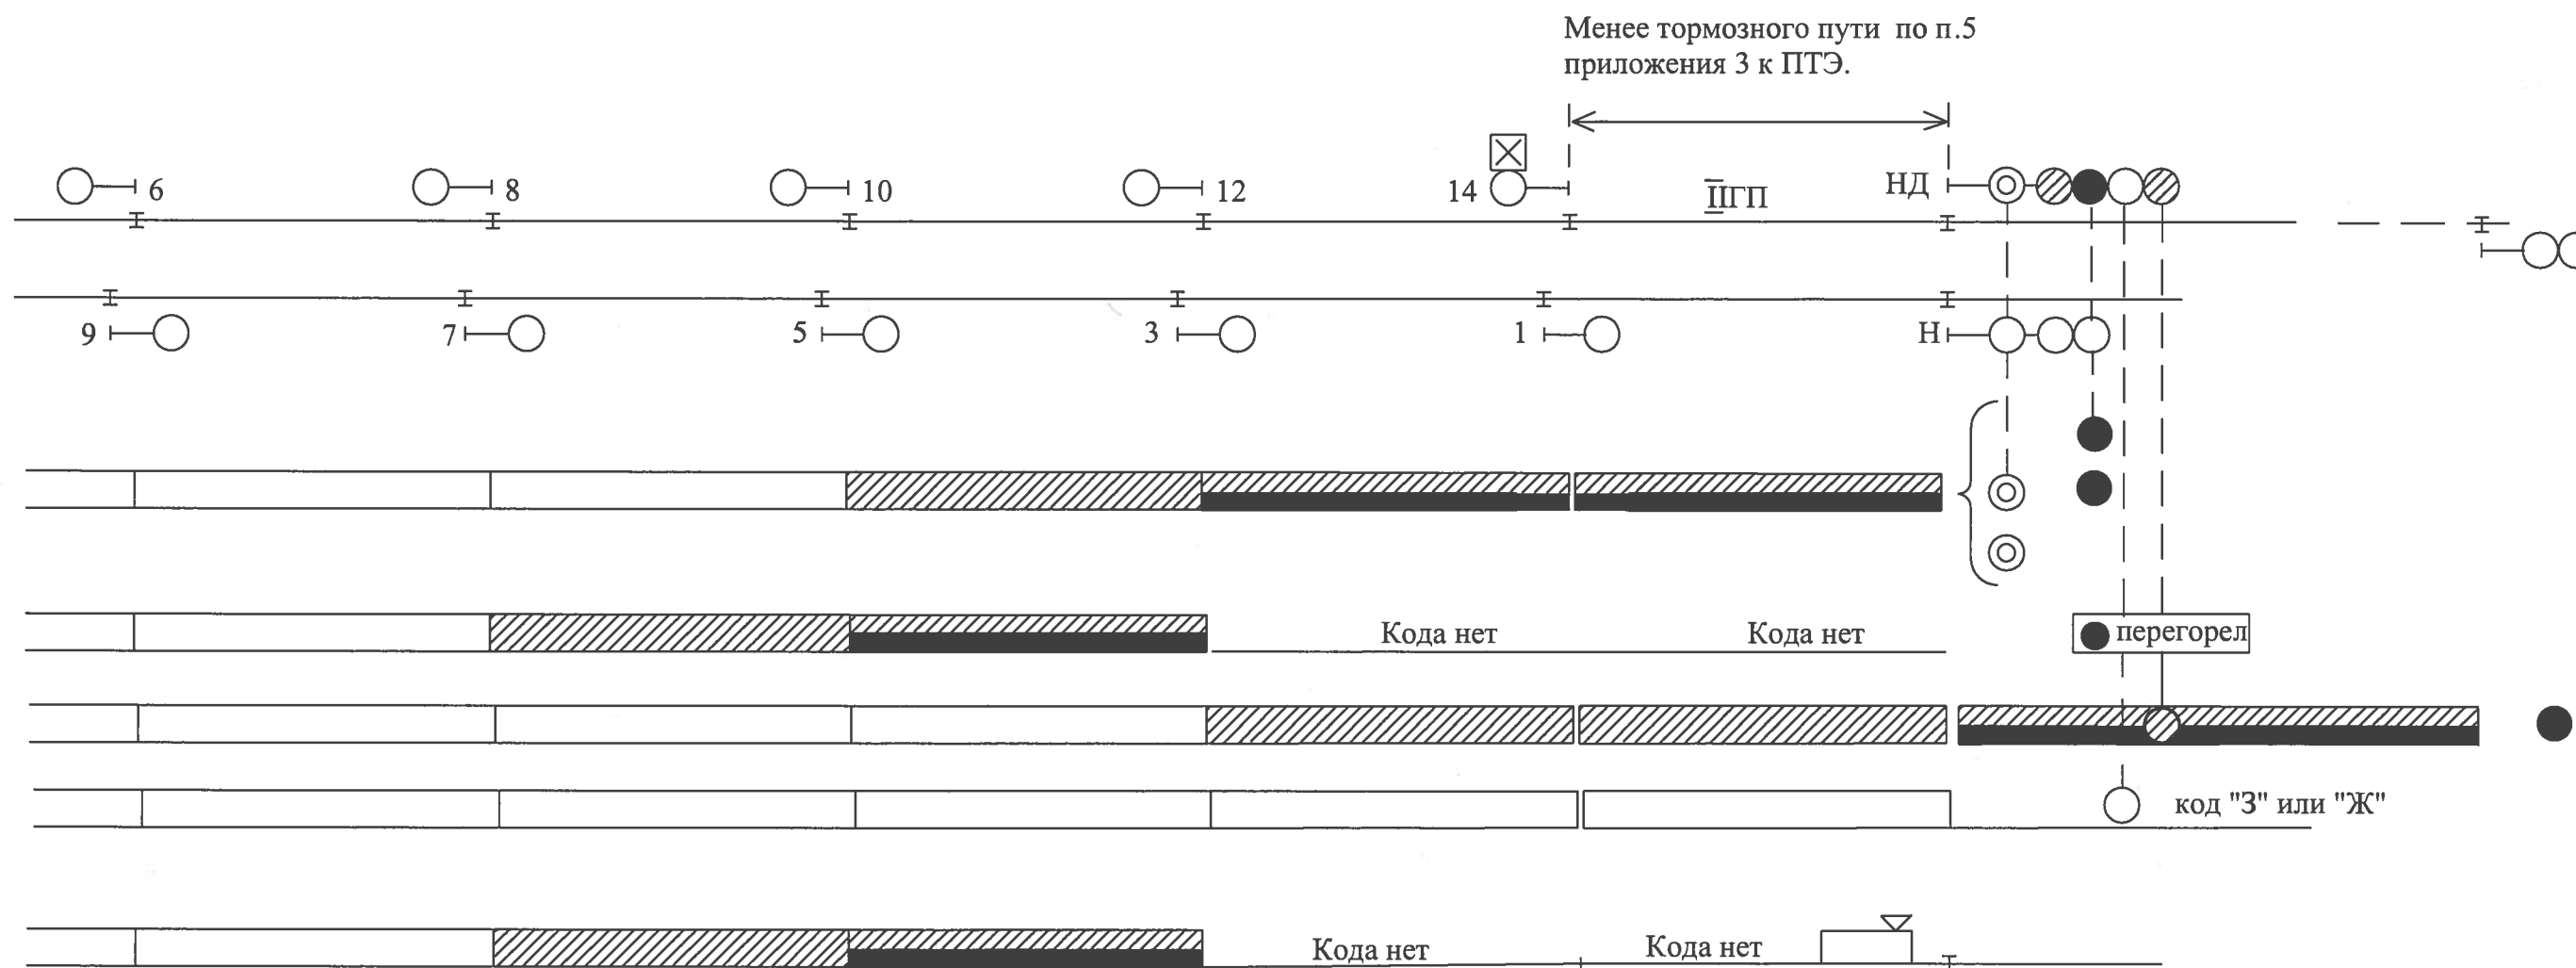 Менее тормозного пути по п.5
приложения 3 к ПТЭ.
6
8
10
12
14
IIГП
НД
9
7
5
3
1
Н
Кода нет
Кода нет
перегорел
код "З" или "Ж"
Кода нет
Кода нет